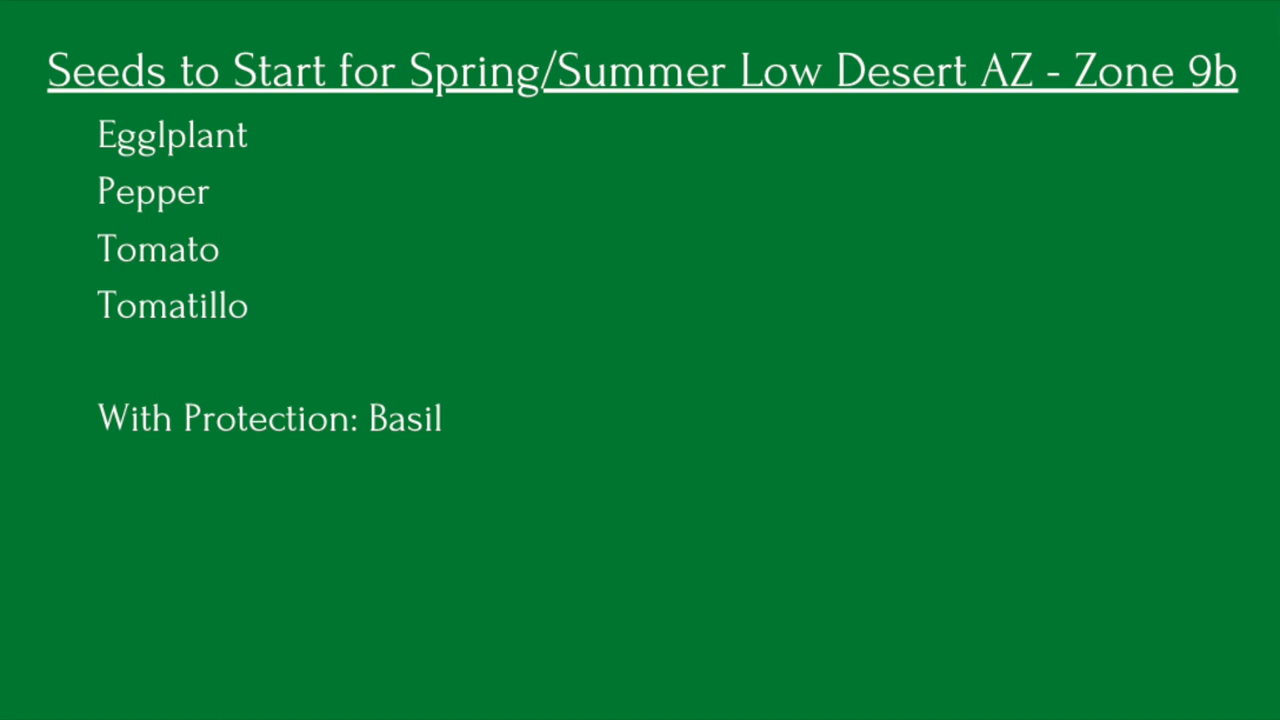 Seeds to Start for Spring/Summer Low Desert AZ - Zone 9b
Egglplant
Pepper
Tomato
Tomatillo
With Protection: Basil